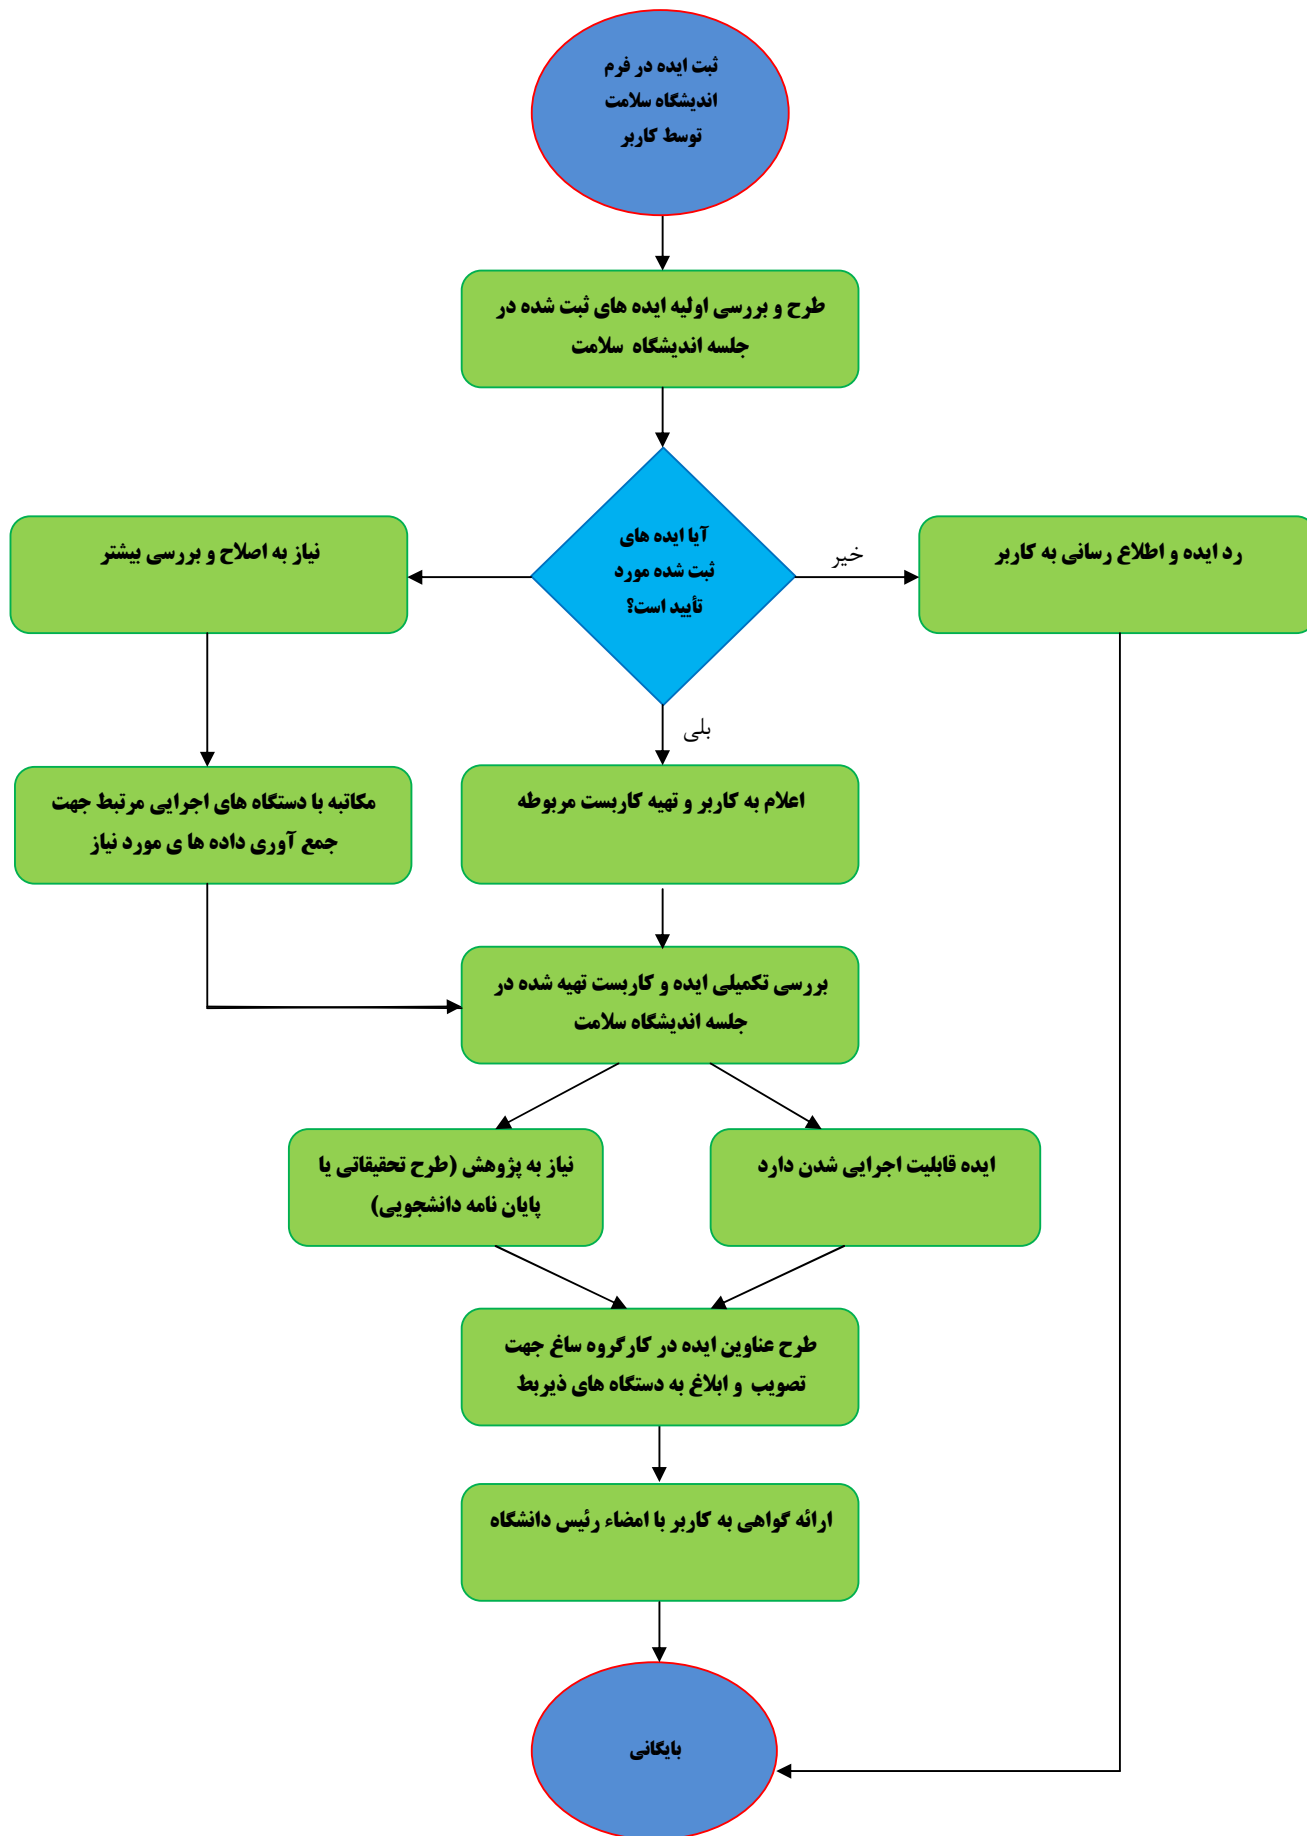 ثبت ایده در فرم
اندیشگاه سلامت
توسط کاربر
طرح و بررسی اولیه ایده های ثبت شده در
جلسه اندیشگاه سلامت
آیا ایده های
ثبت شده مورد
تأیید است؟
خیر
رد ایده و اطلاع رسانی به کاربر
نیاز به اصلاح و بررسی بیشتر
بلی
اعلام به کاربر و تهیه کاربست مربوطه
مکاتبه با دستگاه های اجرایی مرتبط جهت
جمع آوری داده ها ی مورد نیاز
بررسی تکمیلی ایده و کاربست تهیه شده در
جلسه اندیشگاه سلامت
ایده قابلیت اجرایی شدن دارد
نیاز به پژوهش (طرح تحقیقاتی یا
پایان نامه دانشجویی)
طرح عناوین ایده در کارگروه ساغ جهت
تصویب و ابلاغ به دستگاه های ذیربط
ارائه گواهی به کاربر با امضاء رئیس دانشگاه
بایگانی